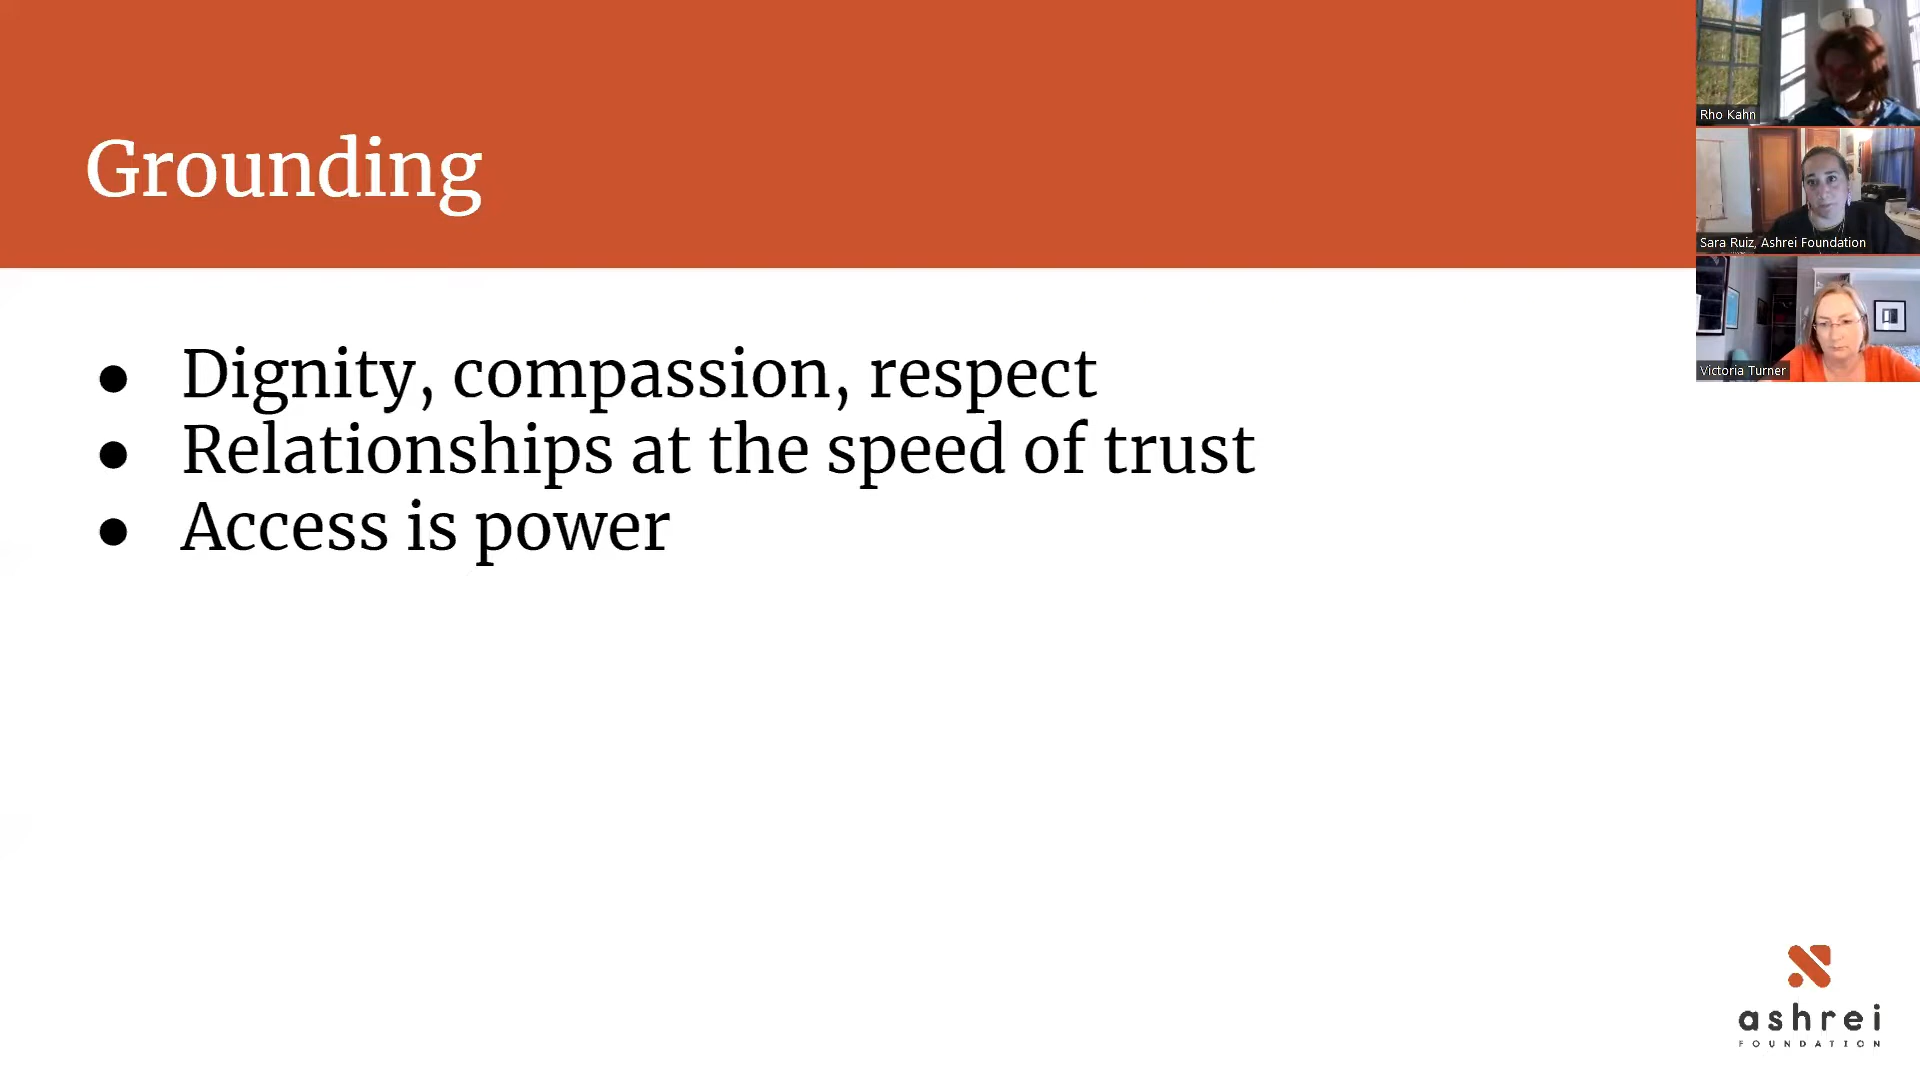 Grounding
● Dignity, compassion, respect
● Relationships at the speed of trust
● Access is power
Rho Kahn
Sara Ruiz, Ashrei Foundation
Victoria Turner
ashrei
FOUNDATION